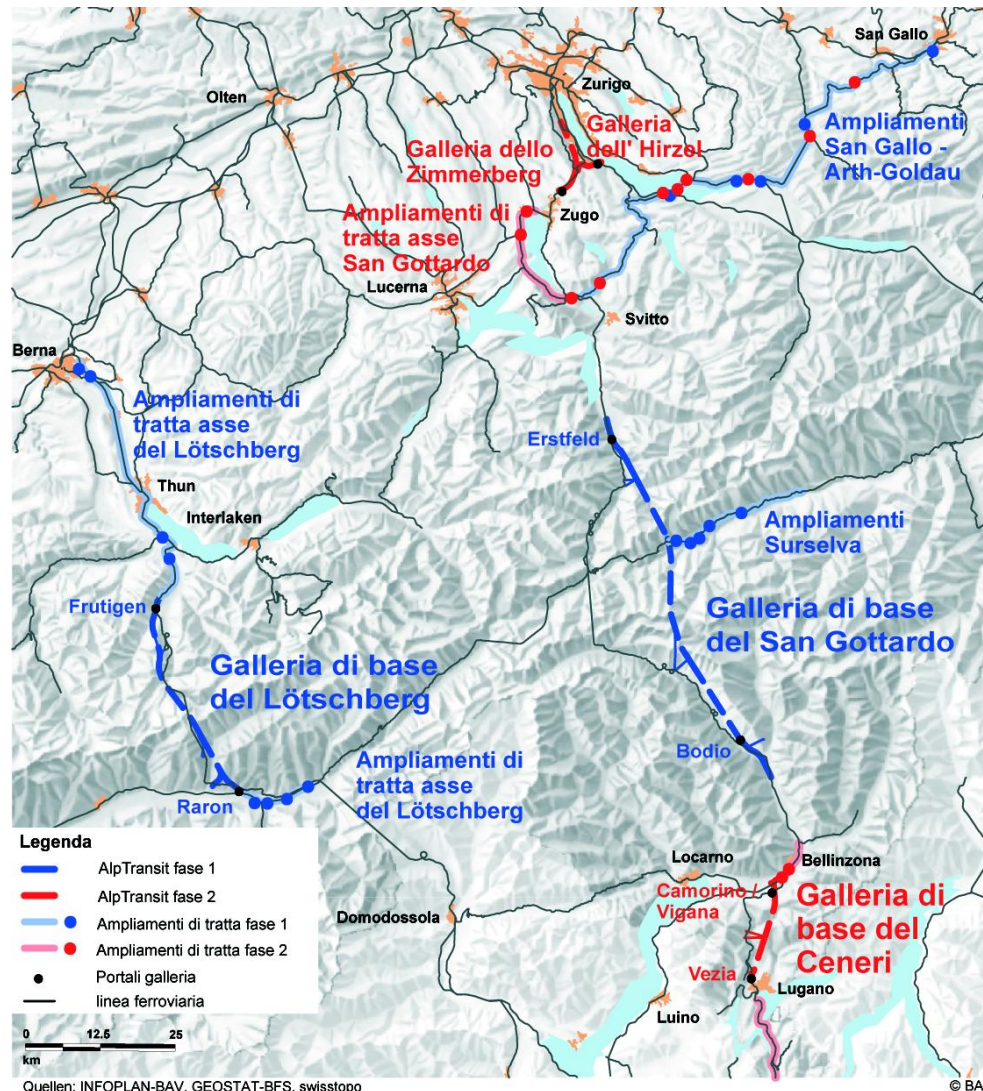 San Gallo
Zurigo
Olten
Galleria
dell' Hirzel
Ampliamenti
San Gallo -
Arth-Goldau
Galleria dello
Zimmerberg
Zugo
Ampliamenti di
tratta asse
San Gottardo
Lucerna
Svitto
Berna
Ampliamenti di
tratta asse
del Lötschberg
Erstfeld
Thun
Interlaken
Ampliamenti
Surselva
Frutigen
Galleria di base
del San Gottardo
Galleria di base
del Lötschberg
Bodio
Ampliamenti di
tratta asse
del Lötschberg
Raron
Legenda
AlpTransit fase 1
AlpTransit fase 2
Ampliamenti di tratta fase 1
Ampliamenti di tratta fase 2
Portali galleria
linea ferroviaria
0 12.5 25
km
Locarno
Bellinzona
Domodossola
Camorino /
Vigana
Galleria di
base del
Ceneri
Vezia
Lugano
Luino
Quellen: INFOPLAN-BAV, GEOSTAT-BFS, swisstopo
© BA